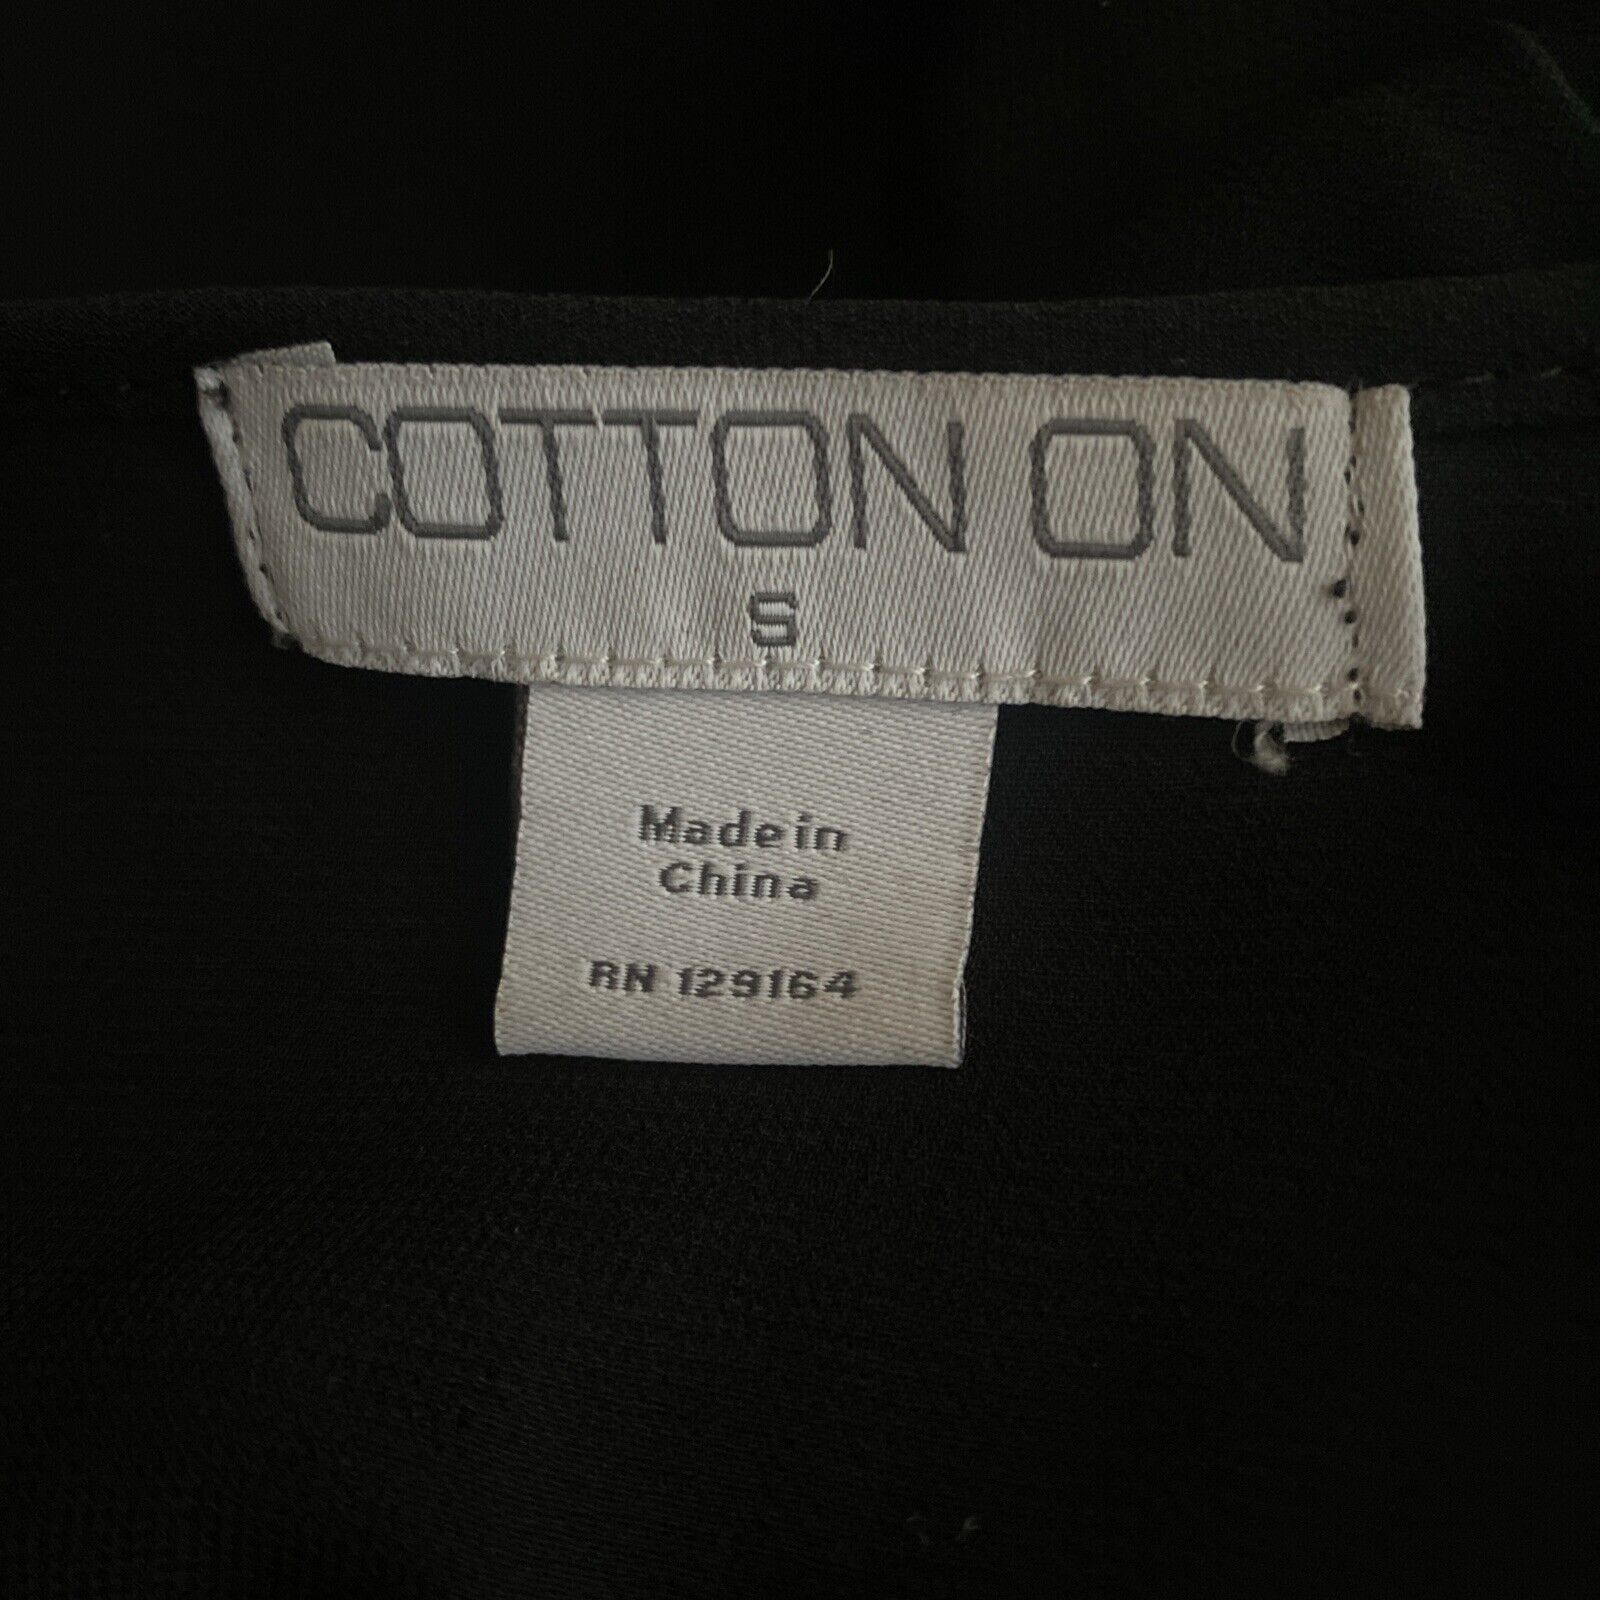 COTTON ON
S
Made in
China
RN 129164